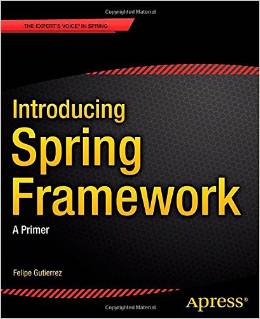 THE EXPERT'S VOICE® IN SPRING
Introducing
Spring
Framework
A Primer
Felipe Gutierrez
Apress®